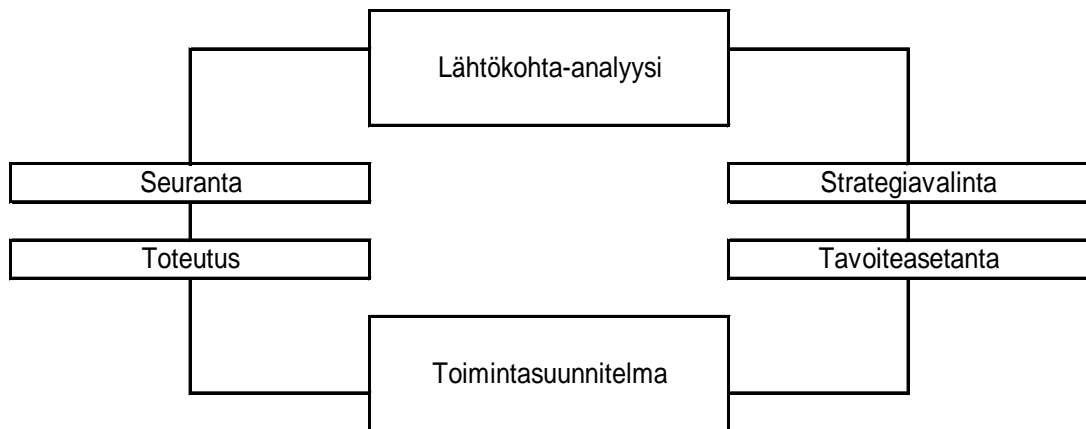 Lähtökohta-analyysi
Seuranta
Strategiavalinta
Toteutus
Tavoiteasetanta
Toimintasuunnitelma